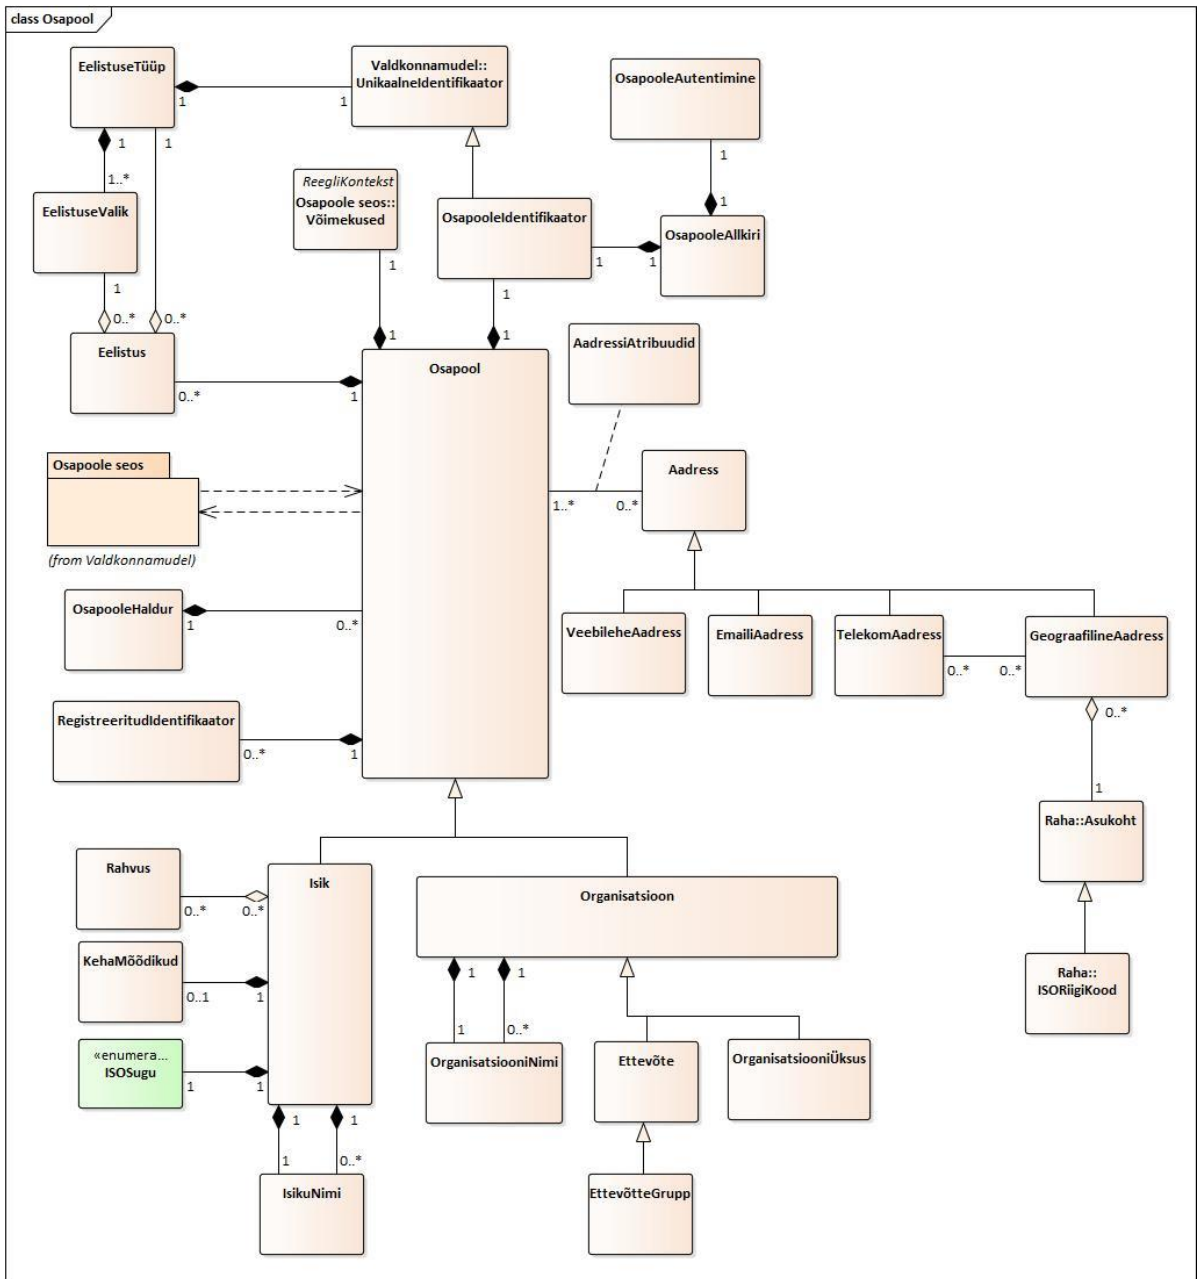 class Osapool
EelistuseTüüp
1
1
Valdkonnamudel::
UnikaalneIdentifikaator
OsapooleAutentimine
1
1
1
1..*
EelistuseValik
1
0..*
0..*
Eelistus
ReegliKontekst
Osapoole seos::
Võimekused
1
1
OsapooleIdentifikaator
1
1
1
1
OsapooleAllkiri
1
0..*
1
Osapool
AadressiAtribuudid
Osapoole seos
(from Valdkonnamudel)
1..*
0..*
Aadress
OsapooleHaldur
1
0..*
VeebileheAadress
EmailiAadress
TelekomAadress
0..*
0..*
GeograafilineAadress
0..*
1
RegistreeritudIdentifikaator
0..*
1
Raha::Asukoht
Raha::
ISORiigiKood
Rahvus
0..*
0..*
Isik
KehaMõõdikud
0..1
1
«enumera...
ISOSugu
1
1
1
1
1
0..*
IsikuNimi
Organisatsioon
1
1
1
0..*
OrganisatsiooniNimi
Ettevõte
OrganisatsiooniÜksus
EttevõtteGrupp